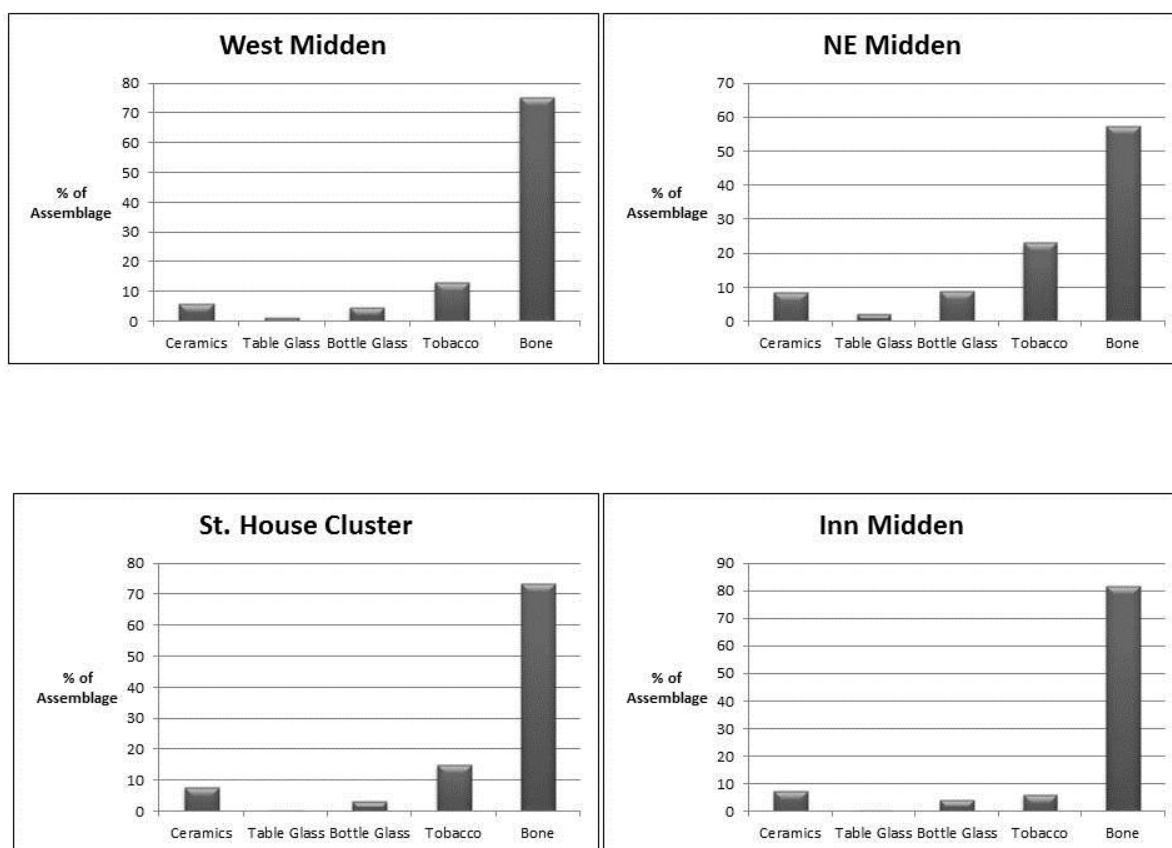 West Midden
80
70
60
50
40
30
20
10
0
% of
Assemblage
Ceramics Table Glass Bottle Glass Tobacco Bone
NE Midden
70
60
50
40
30
20
10
0
% of
Assemblage
Ceramics Table Glass Bottle Glass Tobacco Bone
St. House Cluster
80
70
60
50
40
30
20
10
0
% of
Assemblage
Ceramics Table Glass Bottle Glass Tobacco Bone
Inn Midden
90
80
70
60
50
40
30
20
10
0
% of
Assemblage
Ceramics Table Glass Bottle Glass Tobacco Bone